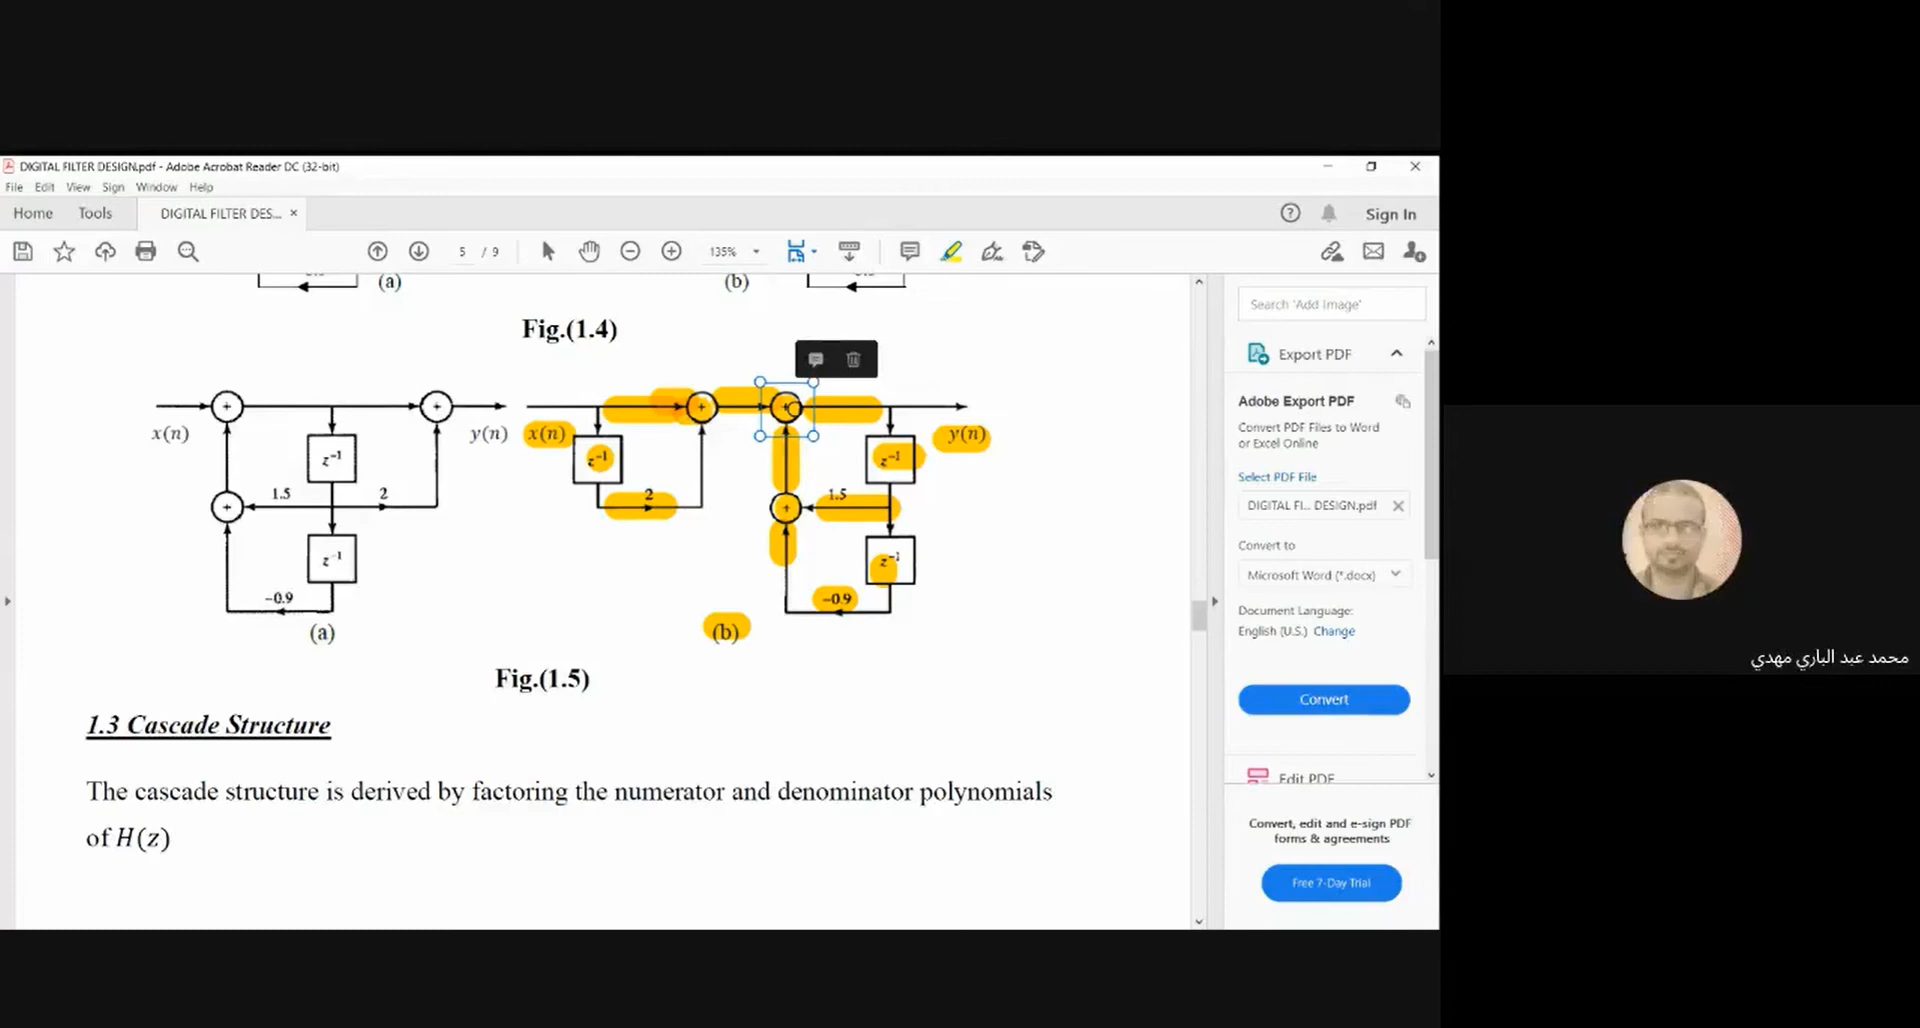 DIGITAL FILTER DESIGN.pdf - Adobe Acrobat Reader DC (32-bit)
File Edit View Sign Window Help
Home Tools DIGITAL FILTER DES... × Sign In
5 / 9 135%
(a) (b)
Fig.(1.4)
x(n) z⁻¹ 1.5 2 z⁻¹ -0.9 y(n)
(a)
x(n) z⁻¹ 2 z⁻¹ 1.5 z⁻¹ −0.9 y(n)
(b)
Fig.(1.5)
1.3 Cascade Structure
The cascade structure is derived by factoring the numerator and denominator polynomials
of H(z)
Search 'Add Image'
Export PDF
Adobe Export PDF
Convert PDF Files to Word
or Excel Online
Select PDF File
DIGITAL FI... DESIGN.pdf
Convert to
Microsoft Word (*.docx)
Document Language:
English (U.S.) Change
Convert
Edit PDF
Convert, edit and e-sign PDF
forms & agreements
Free 7-Day Trial
محمد عبد الباري مهدي